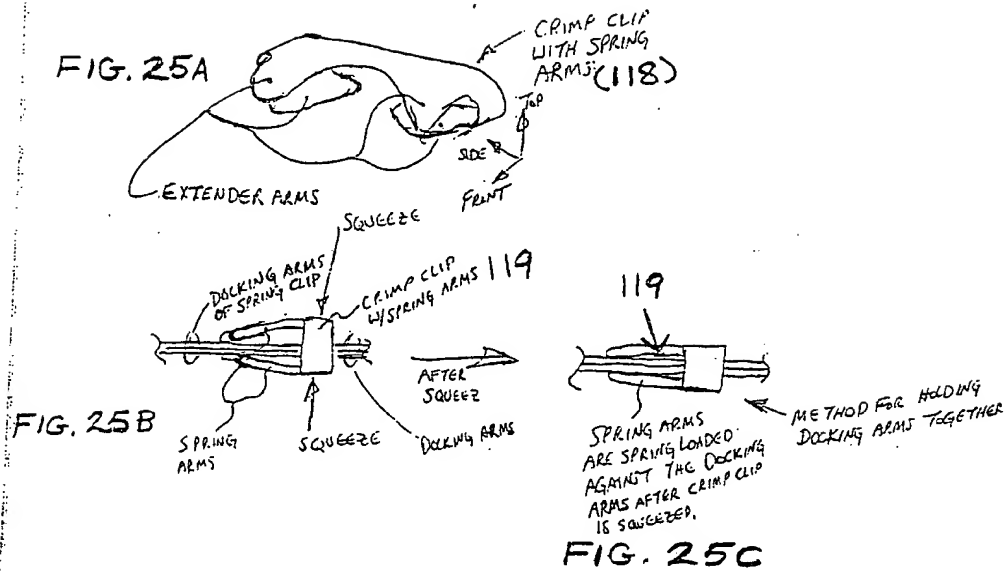 FIG. 25A
CRIMP CLIP
WITH SPRING
ARMS (118)
TOP
SIDE
FRONT
EXTENDER ARMS
SQUEEZE
DOCKING ARMS
OF SPRING CLIP
CRIMP CLIP
W/SPRING ARMS 119
FIG. 25B
SPRING
ARMS
SQUEEZE
DOCKING ARMS
AFTER
SQUEEZ
119
SPRING ARMS
ARE SPRING LOADED
AGAINST THE DOCKING
ARMS AFTER CRIMP CLIP
IS SQUEEZED.
METHOD FOR HOLDING
DOCKING ARMS TOGETHER
FIG. 25C